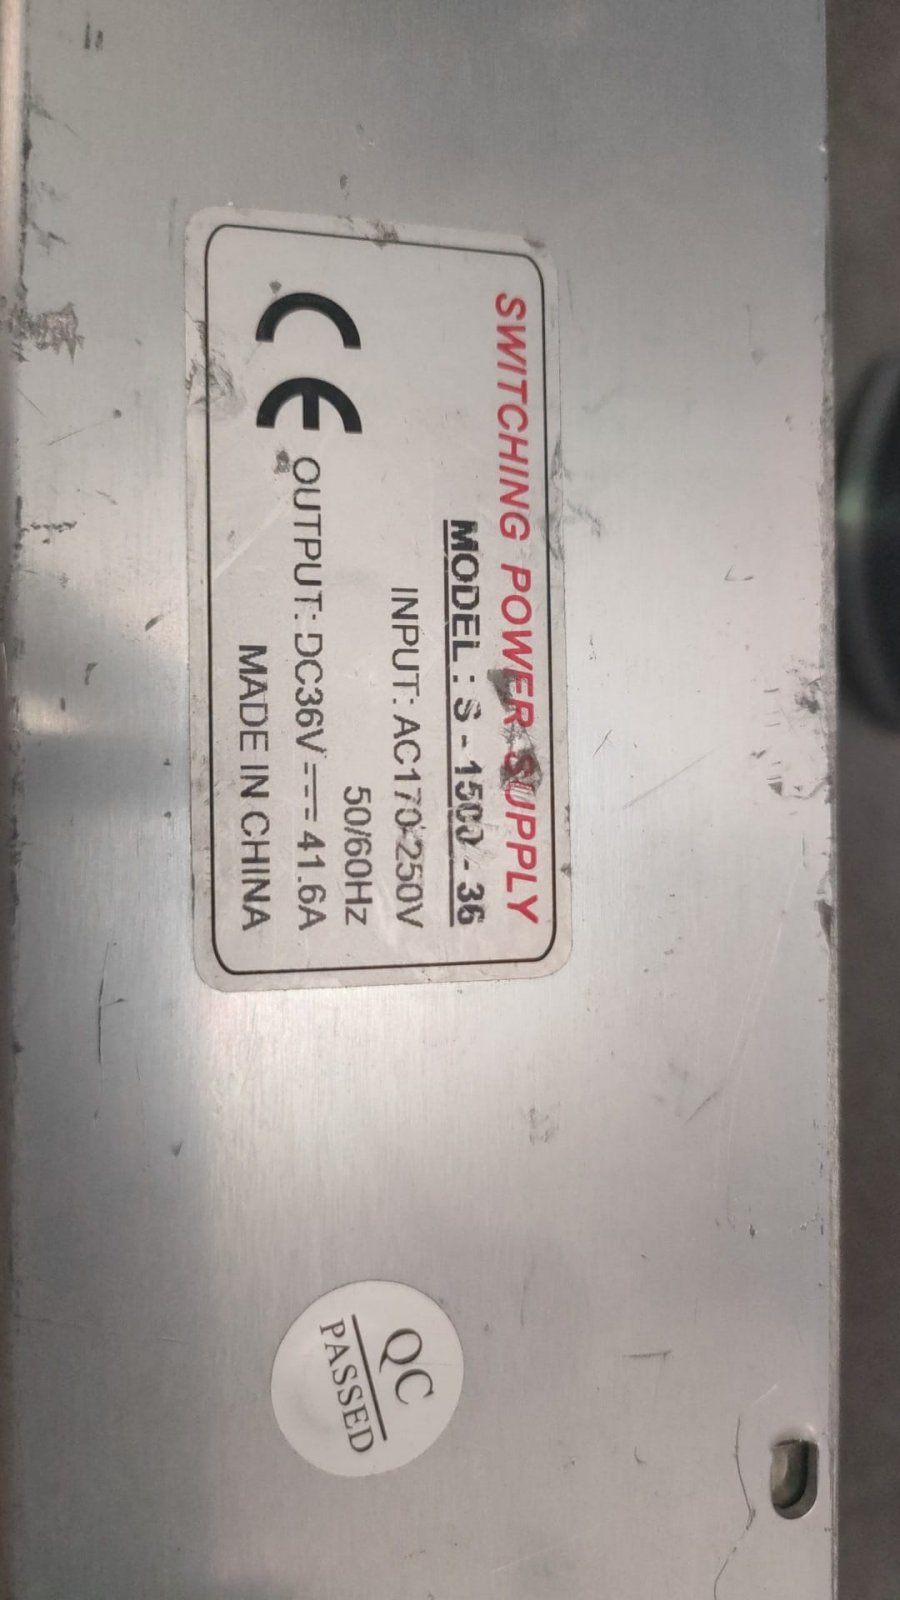 SWITCHING POWER SUPPLY
MODEL : S - 1500 - 36
INPUT: AC170-250V
50/60Hz
CE OUTPUT: DC36V⎓41.6A
MADE IN CHINA
QC
PASSED